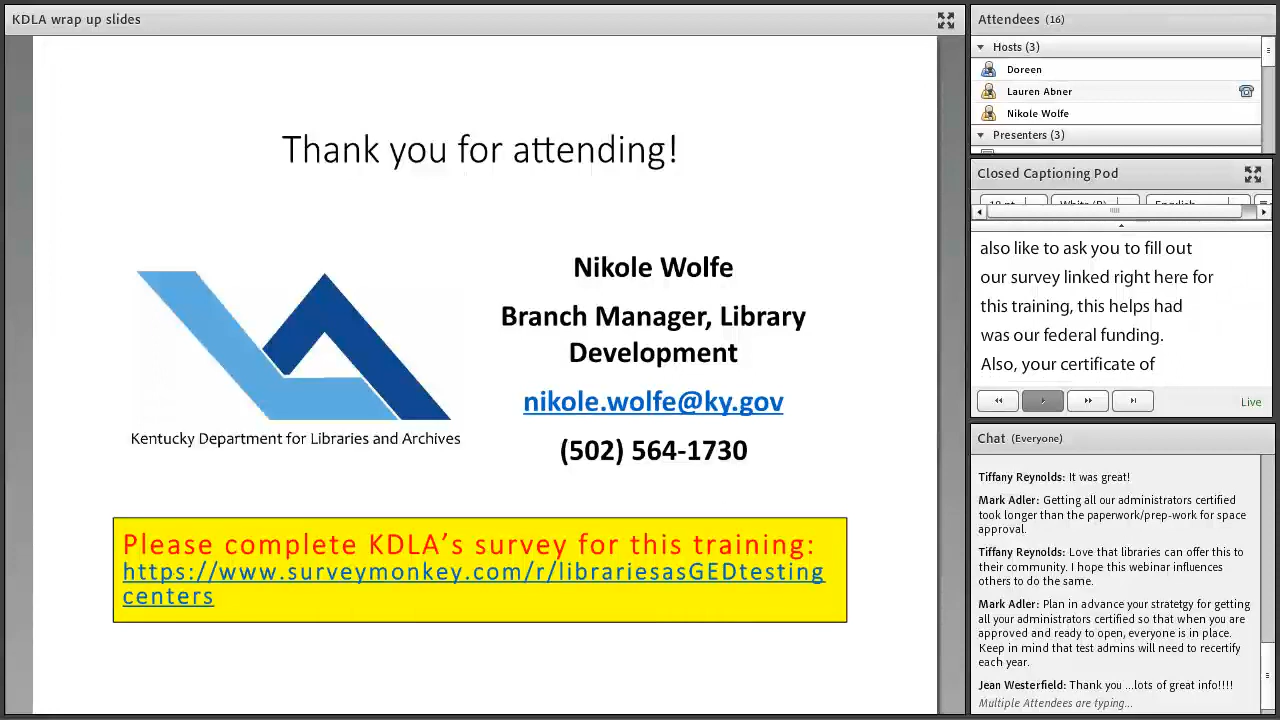 KDLA wrap up slides
Thank you for attending!
Kentucky Department for Libraries and Archives
Nikole Wolfe
Branch Manager, Library
Development
nikole.wolfe@ky.gov
(502) 564-1730
Please complete KDLA's survey for this training:
https://www.surveymonkey.com/r/librariesasGEDtesting
centers
Attendees (16)
Hosts (3)
Doreen
Lauren Abner
Nikole Wolfe
Presenters (3)
Closed Captioning Pod
also like to ask you to fill out
our survey linked right here for
this training, this helps had
was our federal funding.
Also, your certificate of
Live
Chat (Everyone)
Tiffany Reynolds: It was great!
Mark Adler: Getting all our administrators certified
took longer than the paperwork/prep-work for space
approval.
Tiffany Reynolds: Love that libraries can offer this to
their community. I hope this webinar influences
others to do the same.
Mark Adler: Plan in advance your stratetgy for getting
all your administrators certified so that when you are
approved and ready to open, everyone is in place.
Keep in mind that test admins will need to recertify
each year.
Jean Westerfield: Thank you ...lots of great info!!!!
Multiple Attendees are typing...